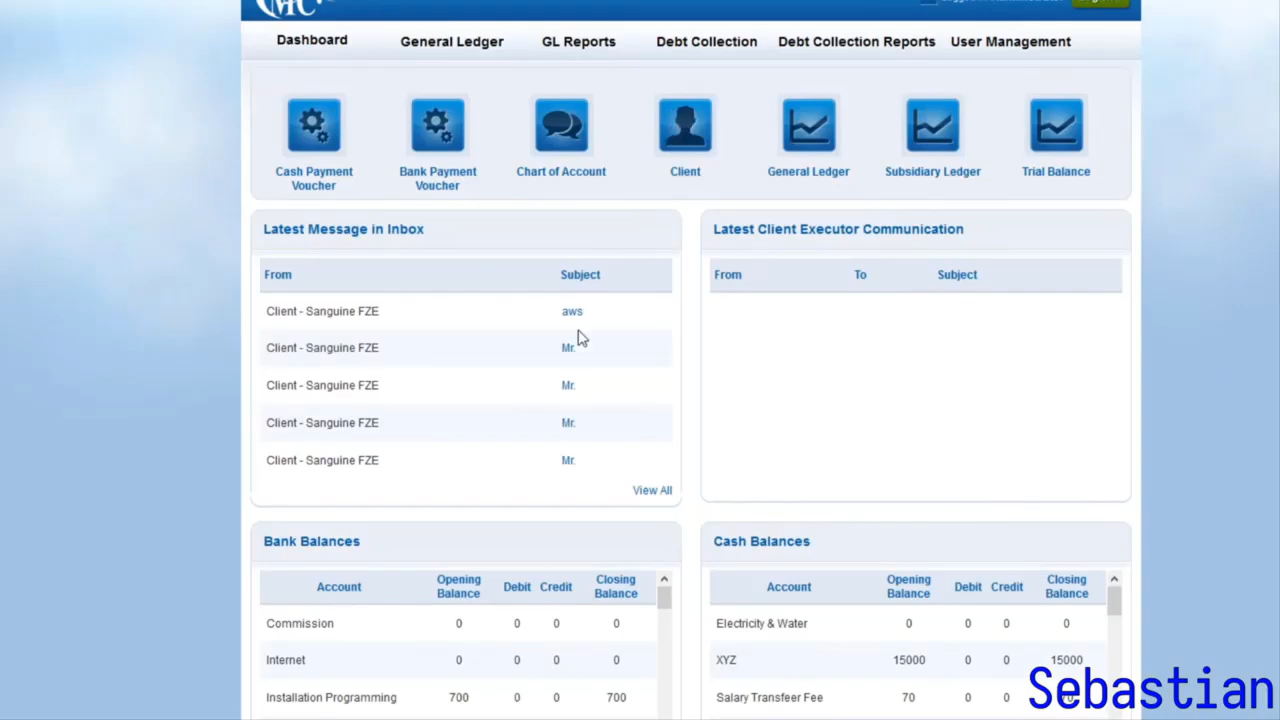 Dashboard General Ledger GL Reports Debt Collection Debt Collection Reports User Management
Cash Payment Voucher
Bank Payment Voucher
Chart of Account
Client
General Ledger
Subsidiary Ledger
Trial Balance
Latest Message in Inbox
From Subject
Client - Sanguine FZE aws
Client - Sanguine FZE Mr.
Client - Sanguine FZE Mr.
Client - Sanguine FZE Mr.
Client - Sanguine FZE Mr.
View All
Latest Client Executor Communication
From To Subject
Bank Balances
Account Opening Balance Debit Credit Closing Balance
Commission 0 0 0 0
Internet 0 0 0 0
Installation Programming 700 0 0 700
Cash Balances
Account Opening Balance Debit Credit Closing Balance
Electricity & Water 0 0 0 0
XYZ 15000 0 0 15000
Salary Transfeer Fee 70 0 0
Sebastian